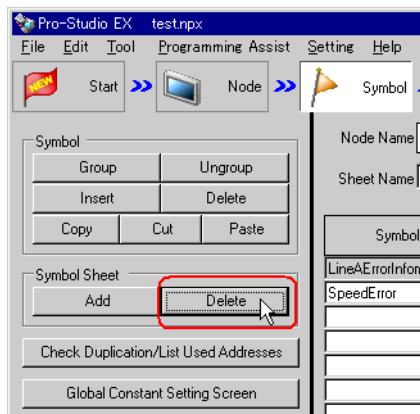 Pro-Studio EX test.npx
File Edit Tool Programming Assist Setting Help
NEW Start Node Symbol
Symbol
Group Ungroup
Insert Delete
Copy Cut Paste
Symbol Sheet
Add Delete
Check Duplication/List Used Addresses
Global Constant Setting Screen
Node Name
Sheet Name
Symbol
LineAErrorInfor
SpeedError